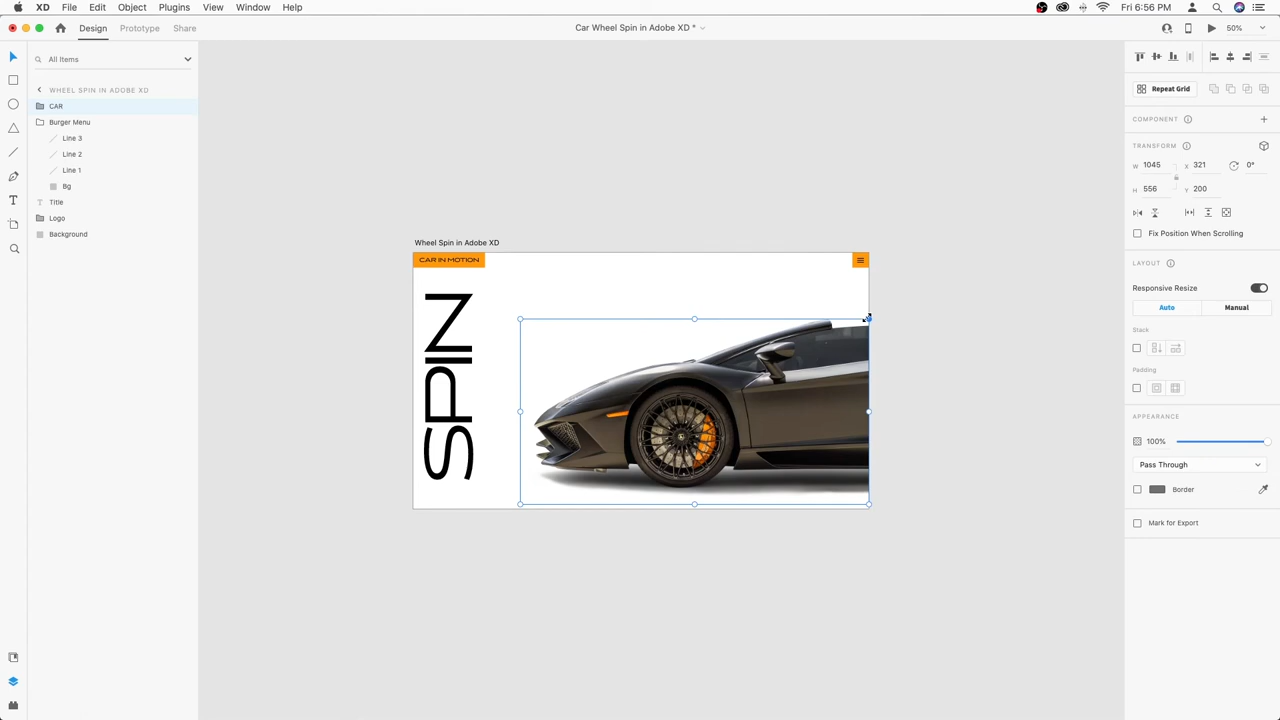 XD File Edit Object Plugins View Window Help
Fri 6:56 PM
Design Prototype Share
Car Wheel Spin in Adobe XD *
50%
All Items
WHEEL SPIN IN ADOBE XD
CAR
Burger Menu
Line 3
Line 2
Line 1
Bg
Title
Logo
Background
Wheel Spin in Adobe XD
CAR IN MOTION
SPIN
Repeat Grid
COMPONENT
TRANSFORM
W 1045 X 321 0°
H 556 Y 200
Fix Position When Scrolling
LAYOUT
Responsive Resize
Auto Manual
Stack
Padding
APPEARANCE
100%
Pass Through
Border
Mark for Export